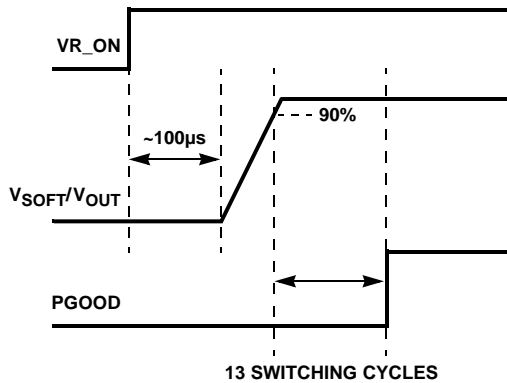 VR_ON
90%
~100µs
VSOFT/VOUT
PGOOD
13 SWITCHING CYCLES